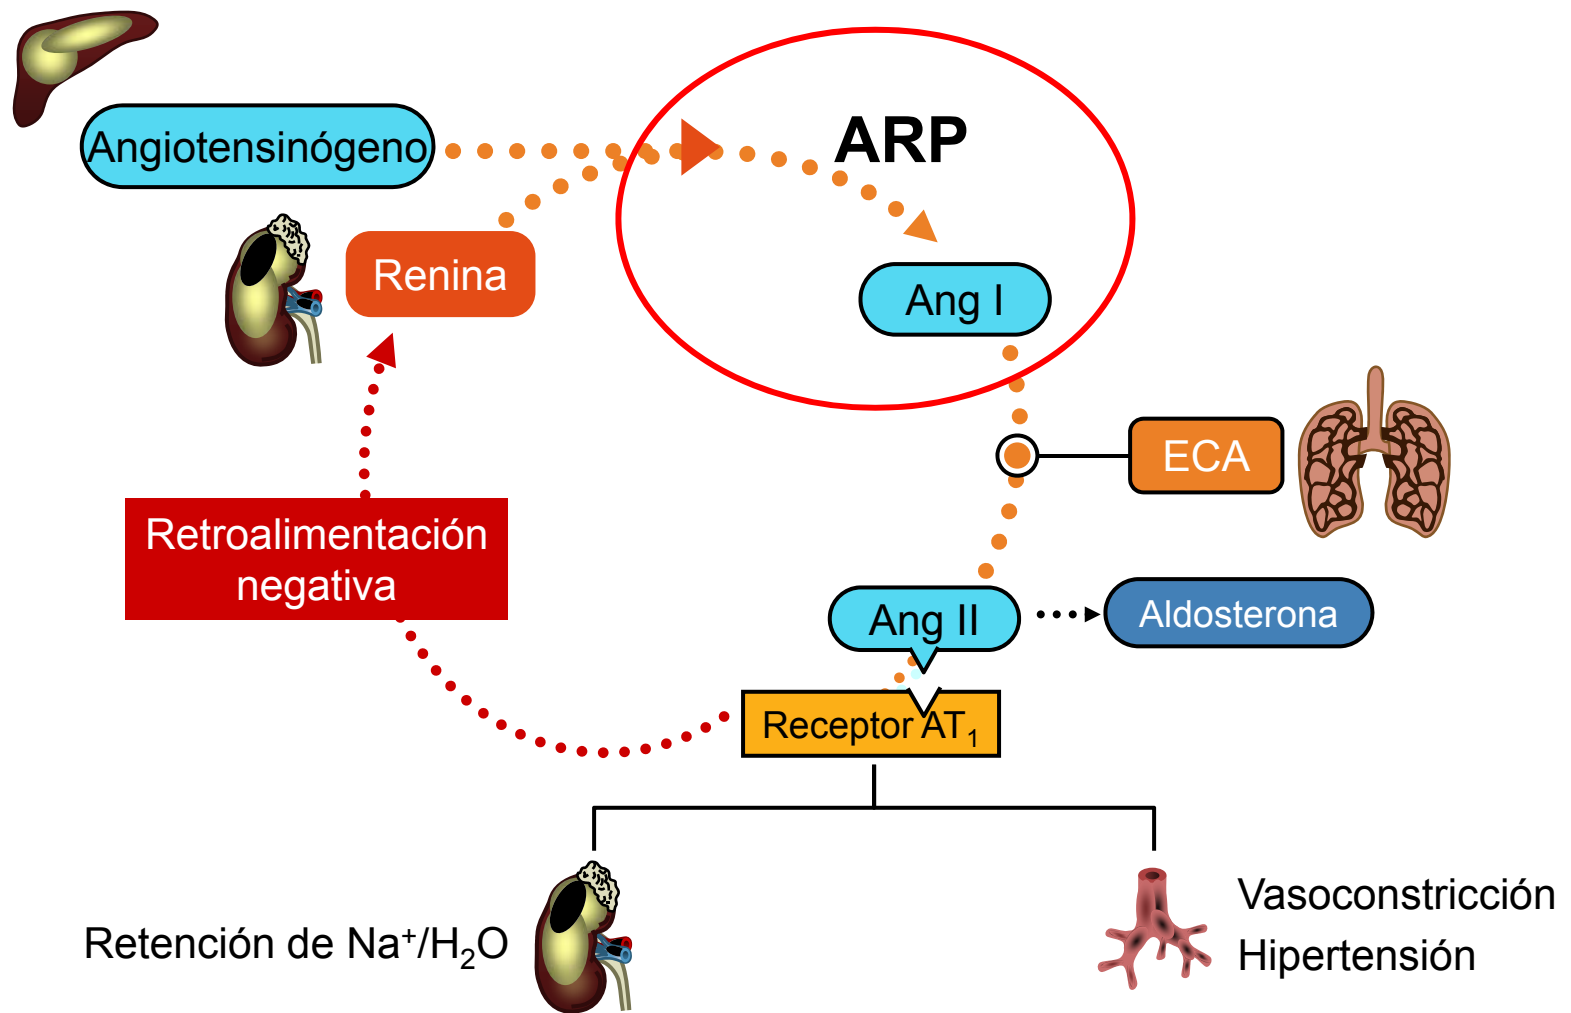 Angiotensinógeno
ARP
Renina
Ang I
ECA
Retroalimentación
negativa
Ang II
Aldosterona
Receptor AT₁
Retención de Na⁺/H₂O
Vasoconstricción
Hipertensión